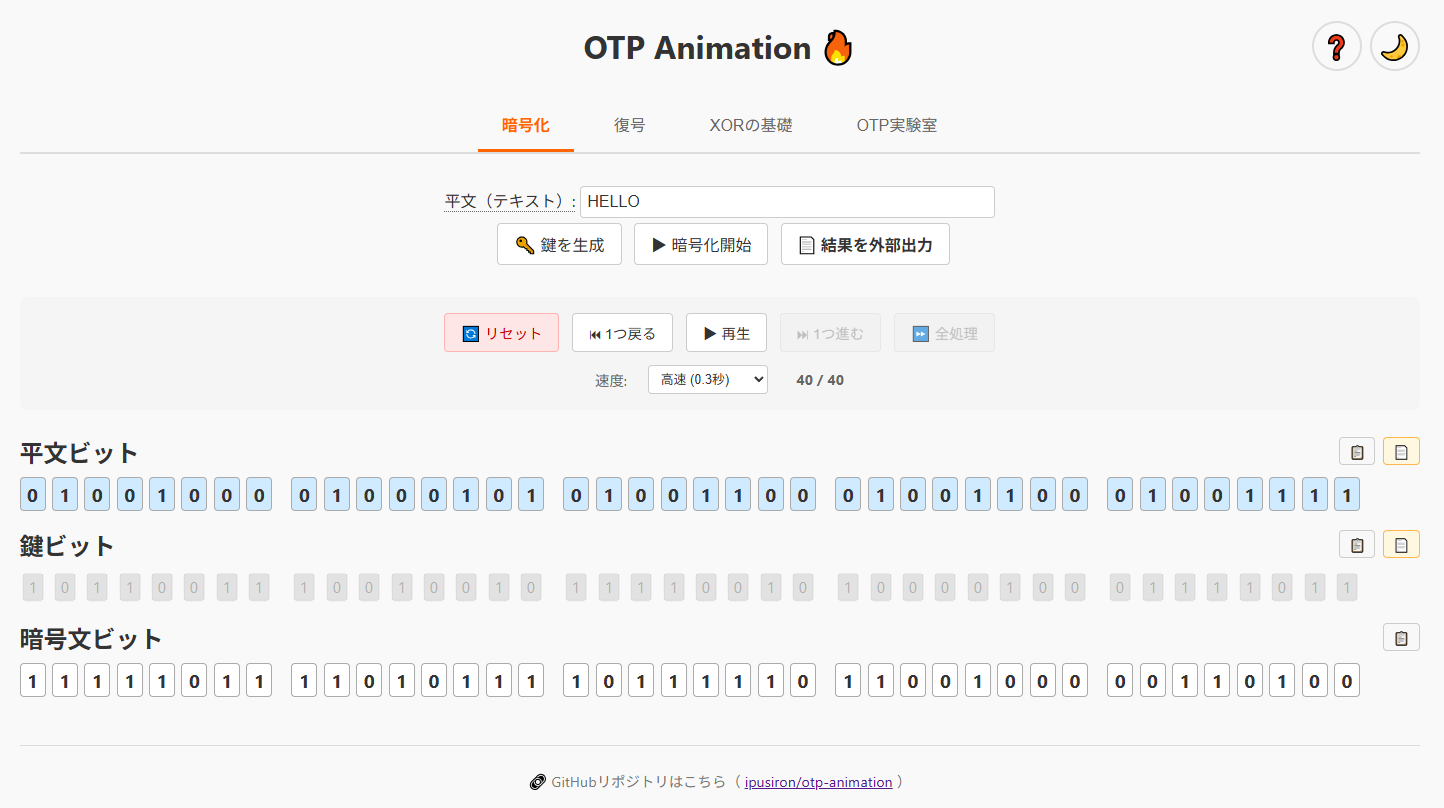 OTP Animation 🔥
❓ 🌙
暗号化 復号 XORの基礎 OTP実験室
平文（テキスト）: HELLO
🔑 鍵を生成 ▶ 暗号化開始 📄 結果を外部出力
🔄 リセット ⏮ 1つ戻る ▶ 再生 ⏭ 1つ進む ⏩ 全処理
速度: 高速 (0.3秒) 40 / 40
平文ビット
0 1 0 0 1 0 0 0 0 1 0 0 0 1 0 1 0 1 0 0 1 1 0 0 0 1 0 0 1 1 0 0 0 1 0 0 1 1 1 1
鍵ビット
1 0 1 1 0 0 1 1 1 0 0 1 0 0 1 0 1 1 1 1 0 0 1 0 1 0 0 0 0 1 0 0 0 1 1 1 1 0 1 1
暗号文ビット
1 1 1 1 1 0 1 1 1 1 0 1 0 1 1 1 1 0 1 1 1 1 1 0 1 1 0 0 1 0 0 0 0 0 1 1 0 1 0 0
🔗 GitHubリポジトリはこちら（ ipusiron/otp-animation ）